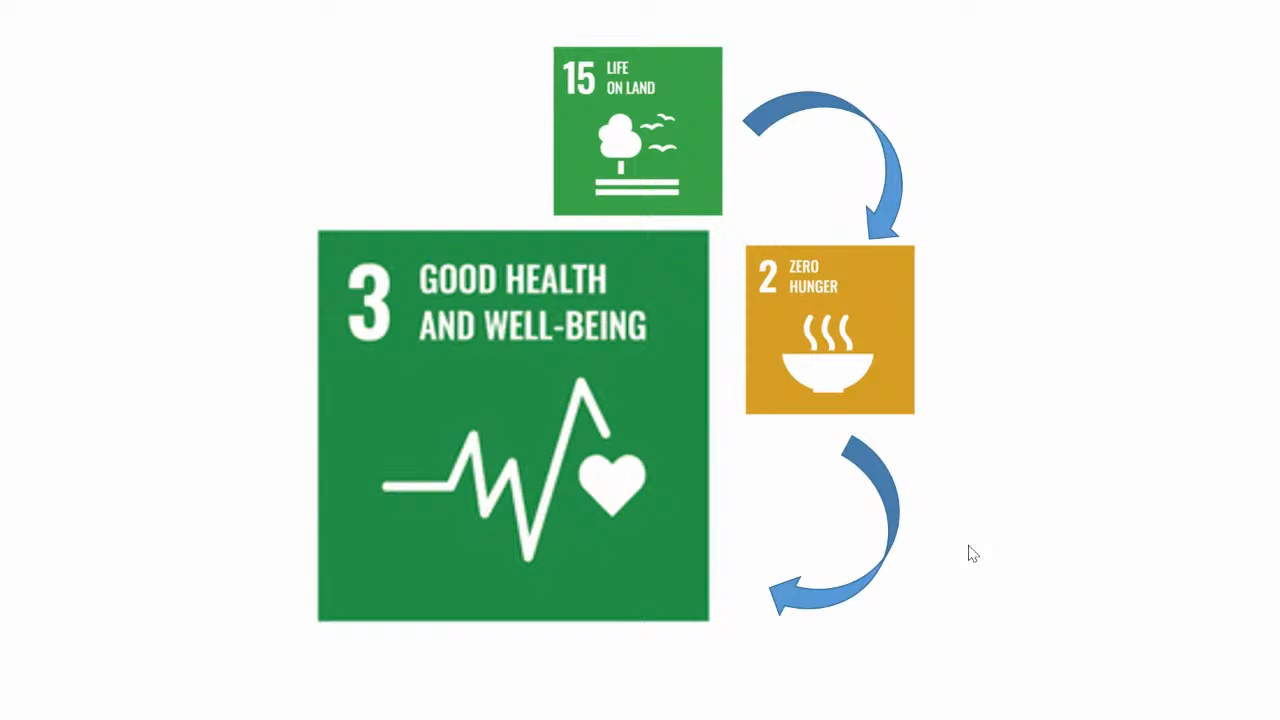 15 LIFE
ON LAND
3 GOOD HEALTH
AND WELL-BEING
2 ZERO
HUNGER